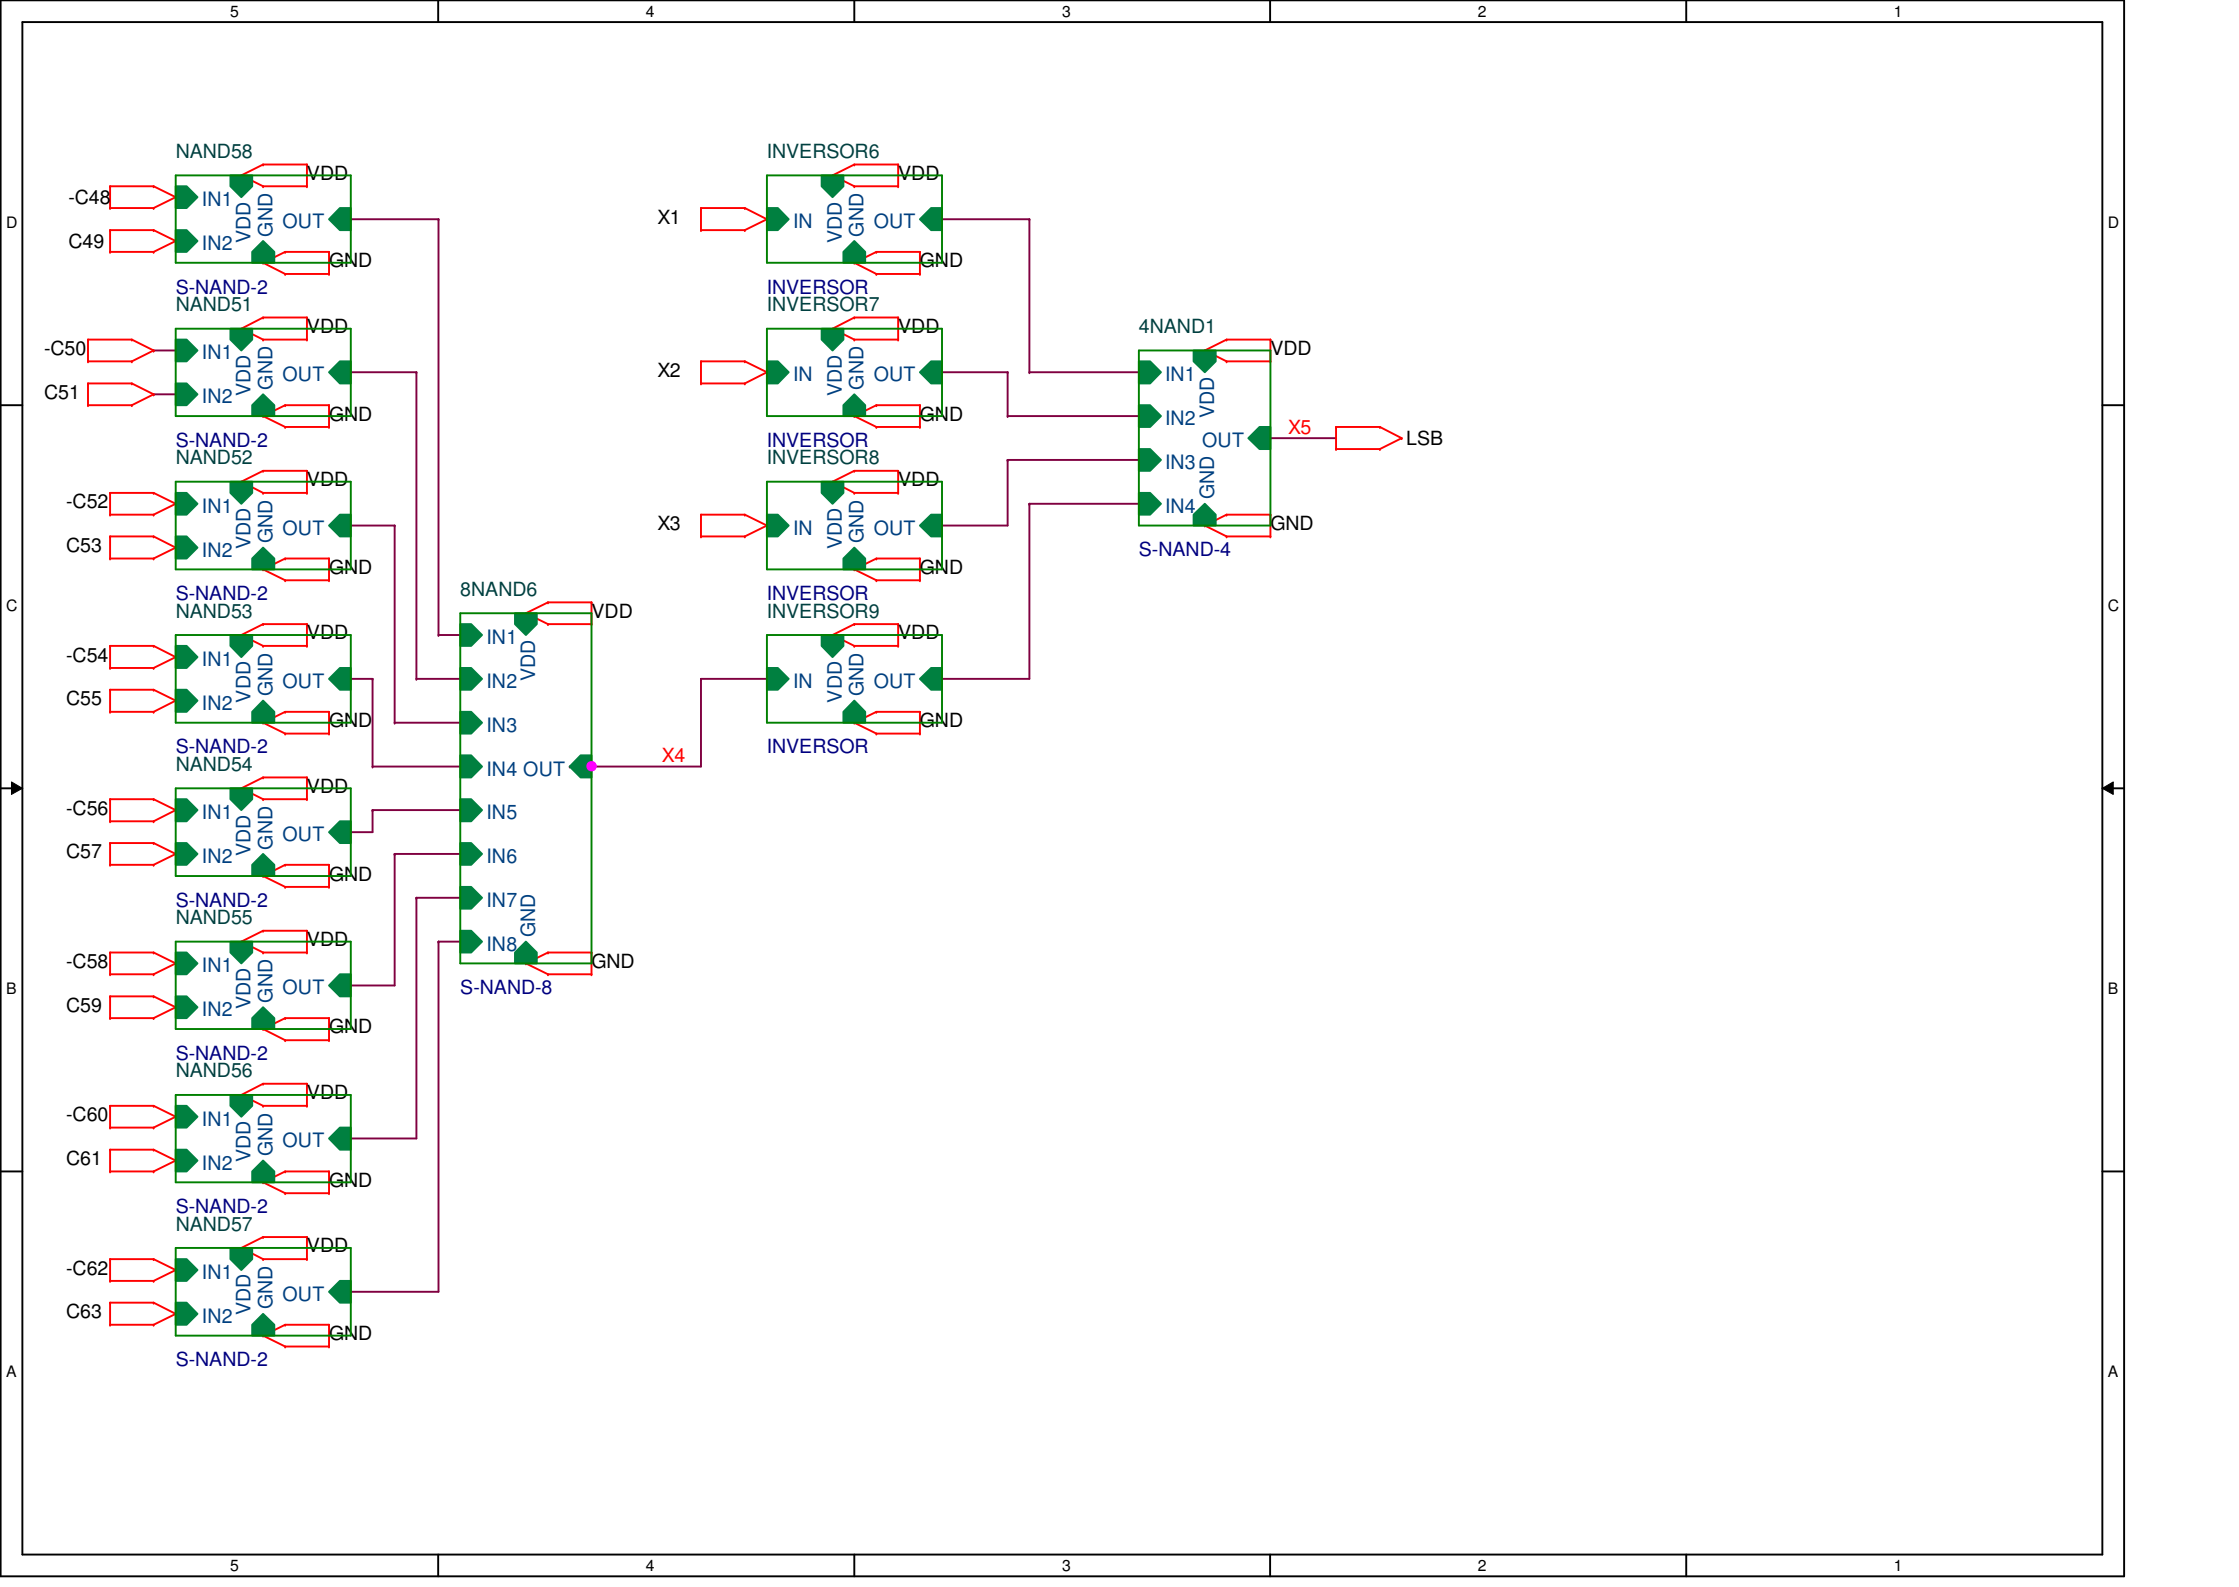 5 4 3 2 1
D D
C C
B B
A A
NAND58
-C48
C49
IN1
IN2
VDD
GND
OUT
VDD
GND
S-NAND-2
NAND51
-C50
C51
IN1
IN2
VDD
GND
OUT
VDD
GND
S-NAND-2
NAND52
-C52
C53
IN1
IN2
VDD
GND
OUT
VDD
GND
S-NAND-2
NAND53
-C54
C55
IN1
IN2
VDD
GND
OUT
VDD
GND
S-NAND-2
NAND54
-C56
C57
IN1
IN2
VDD
GND
OUT
VDD
GND
S-NAND-2
NAND55
-C58
C59
IN1
IN2
VDD
GND
OUT
VDD
GND
S-NAND-2
NAND56
-C60
C61
IN1
IN2
VDD
GND
OUT
VDD
GND
S-NAND-2
NAND57
-C62
C63
IN1
IN2
VDD
GND
OUT
VDD
GND
S-NAND-2
8NAND6
VDD
IN1
IN2
IN3
IN4
IN5
IN6
IN7
IN8
VDD
GND
OUT
GND
S-NAND-8
X4
INVERSOR6
X1
IN
VDD
GND
OUT
VDD
GND
INVERSOR
INVERSOR7
X2
IN
VDD
GND
OUT
VDD
GND
INVERSOR
INVERSOR8
X3
IN
VDD
GND
OUT
VDD
GND
INVERSOR
INVERSOR9
IN
VDD
GND
OUT
VDD
GND
INVERSOR
4NAND1
VDD
IN1
IN2
IN3
IN4
VDD
GND
OUT
GND
S-NAND-4
X5
LSB
5 4 3 2 1